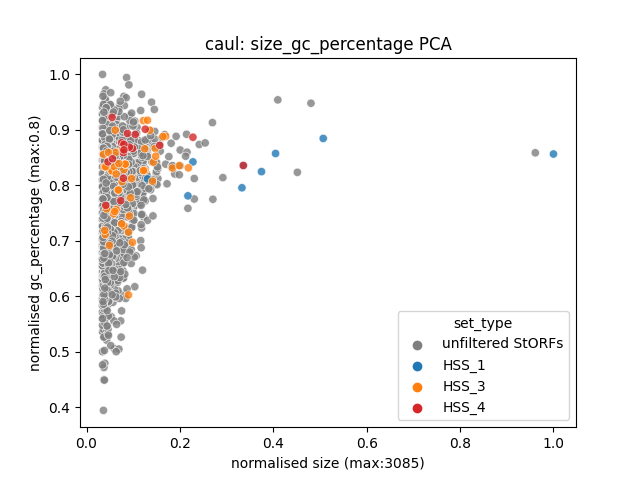 caul: size_gc_percentage PCA
normalised gc_percentage (max:0.8)
1.0
0.9
0.8
0.7
0.6
0.5
0.4
set_type
unfiltered StORFs
HSS_1
HSS_3
HSS_4
0.0 0.2 0.4 0.6 0.8 1.0
normalised size (max:3085)